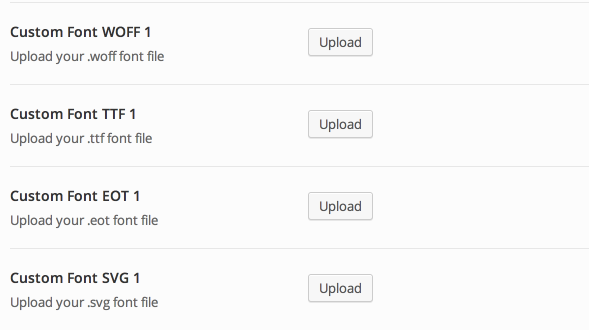 Custom Font WOFF 1
Upload your .woff font file
Upload
Custom Font TTF 1
Upload your .ttf font file
Upload
Custom Font EOT 1
Upload your .eot font file
Upload
Custom Font SVG 1
Upload your .svg font file
Upload